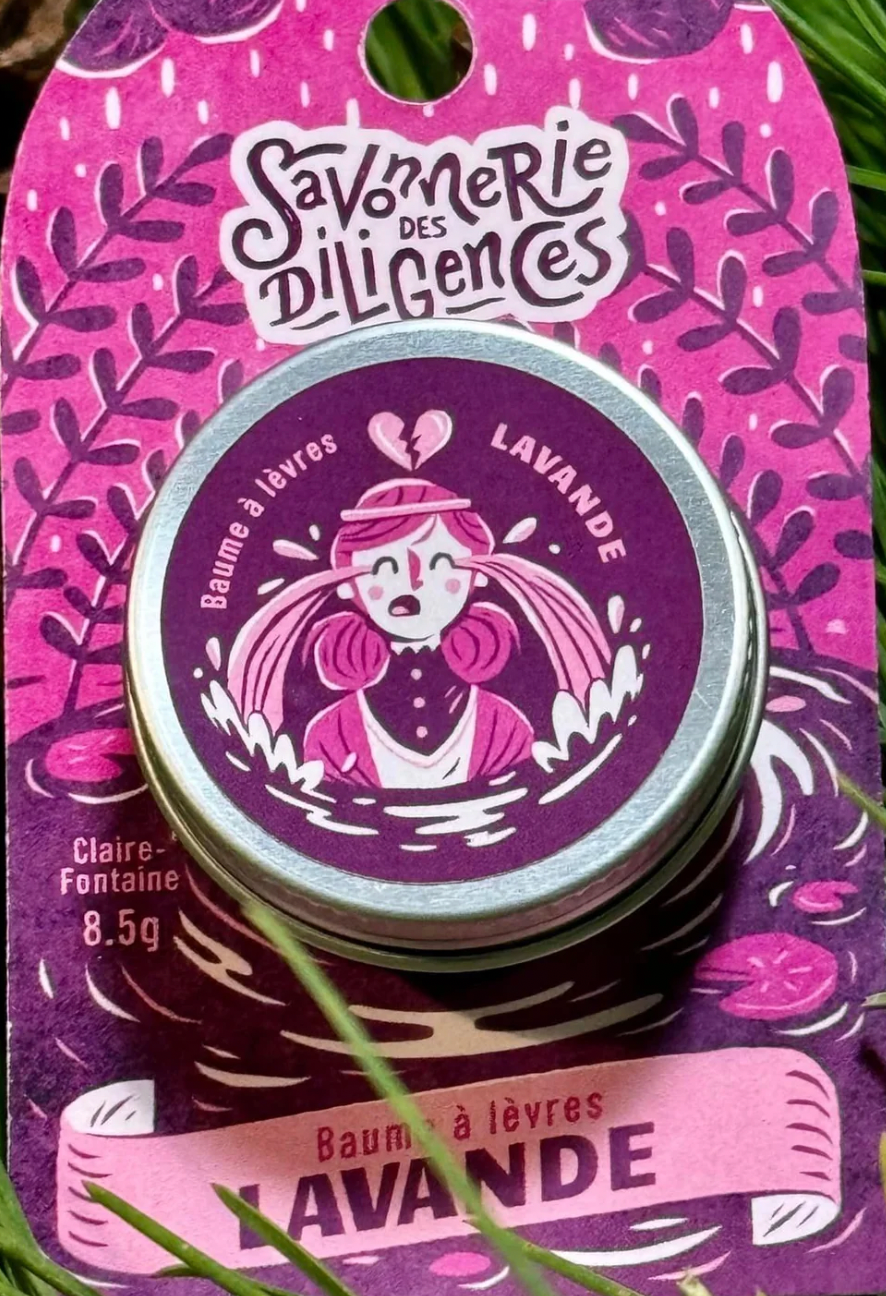 SavonneRie
DES
DiLiGenCes
Baume à lèvres
LAVANDE
Claire-
Fontaine
8.5g
Baume à lèvres
LAVANDE